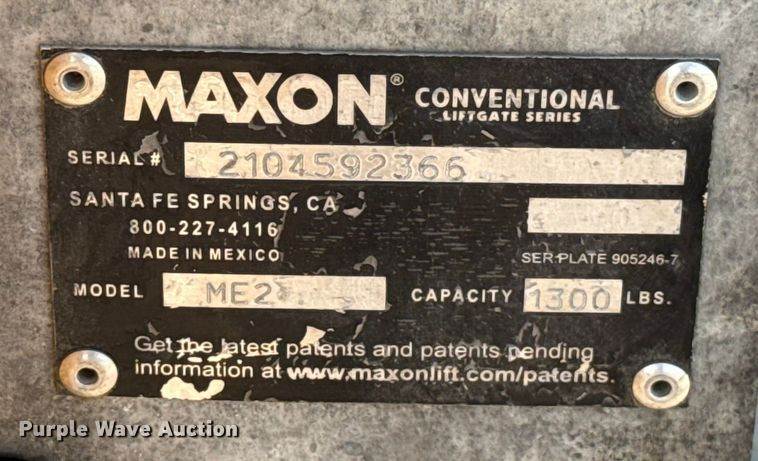 MAXON® CONVENTIONAL
LIFTGATE SERIES
SERIAL # 2104592366
SANTA FE SPRINGS, CA
800-227-4116
MADE IN MEXICO
SER PLATE 905246-7
MODEL ME2 CAPACITY 1300 LBS.
Get the latest patents and patents pending
information at www.maxonlift.com/patents.
Purple Wave Auction